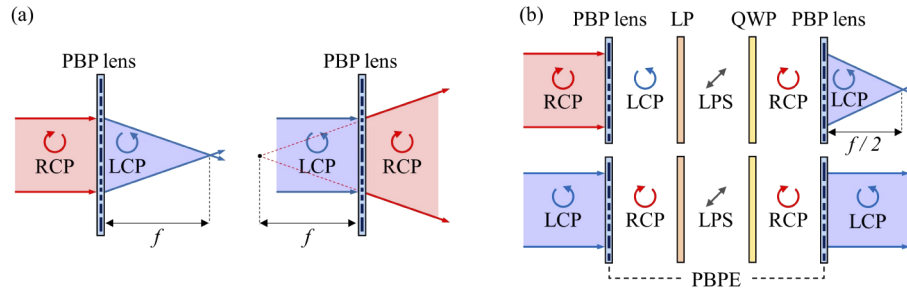 (a)
PBP lens
RCP
LCP
f
PBP lens
LCP
RCP
f
(b)
PBP lens LP QWP PBP lens
RCP LCP LPS RCP LCP
f / 2
LCP RCP LPS RCP LCP
PBPE